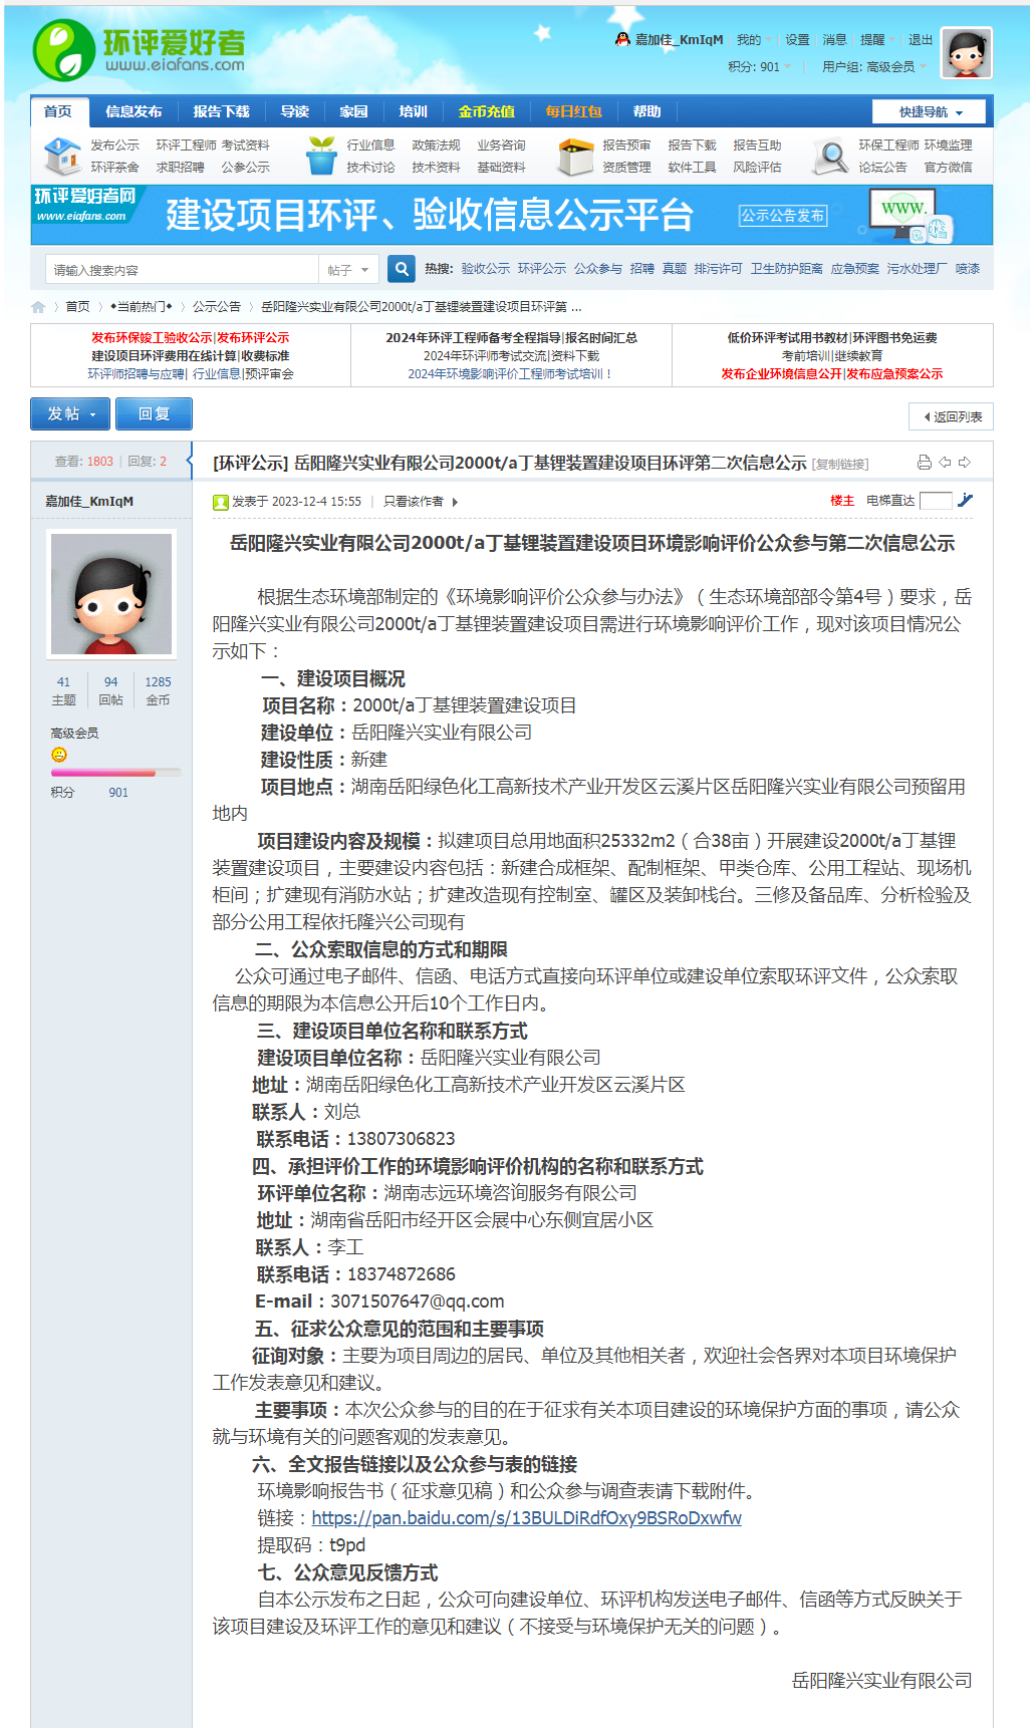 环评爱好者
www.eiafans.com
嘉加佳_KmIqM 我的 设置 消息 提醒 退出
积分: 901 用户组: 高级会员
首页 信息发布 报告下载 导读 家园 培训 金币充值 每日红包 帮助 快捷导航
发布公示 环评工程师 考试资料 行业信息 政策法规 业务咨询 报告预审 报告下载 报告互助 环保工程师 环境监理
环评茶舍 求职招聘 公参公示 技术讨论 技术资料 基础资料 资质管理 软件工具 风险评估 论坛公告 官方微信
环评爱好者网
www.eiafans.com
建设项目环评、验收信息公示平台
公示公告发布
WWW.
请输入搜索内容 帖子 热搜: 验收公示 环评公示 公众参与 招聘 真题 排污许可 卫生防护距离 应急预案 污水处理厂 喷漆
首页 〉 •当前热门• 〉 公示公告 〉 岳阳隆兴实业有限公司2000t/a丁基锂装置建设项目环评第 ...
发布环保竣工验收公示|发布环评公示 2024年环评工程师备考全程指导|报名时间汇总 低价环评考试用书教材|环评图书免运费
建设项目环评费用在线计算|收费标准 2024年环评师考试交流|资料下载 考前培训|继续教育
环评师招聘与应聘| 行业信息|预评审会 2024年环境影响评价工程师考试培训！ 发布企业环境信息公开|发布应急预案公示
发帖 回复 返回列表
查看: 1803 | 回复: 2 [环评公示] 岳阳隆兴实业有限公司2000t/a丁基锂装置建设项目环评第二次信息公示 [复制链接]
嘉加佳_KmIqM 发表于 2023-12-4 15:55 | 只看该作者 楼主 电梯直达
岳阳隆兴实业有限公司2000t/a丁基锂装置建设项目环境影响评价公众参与第二次信息公示
41 94 1285
主题 回帖 金币
高级会员
积分 901
根据生态环境部制定的《环境影响评价公众参与办法》（生态环境部部令第4号）要求，岳
阳隆兴实业有限公司2000t/a丁基锂装置建设项目需进行环境影响评价工作，现对该项目情况公
示如下：
一、建设项目概况
项目名称：2000t/a丁基锂装置建设项目
建设单位：岳阳隆兴实业有限公司
建设性质：新建
项目地点：湖南岳阳绿色化工高新技术产业开发区云溪片区岳阳隆兴实业有限公司预留用
地内
项目建设内容及规模：拟建项目总用地面积25332m2（合38亩）开展建设2000t/a丁基锂
装置建设项目，主要建设内容包括：新建合成框架、配制框架、甲类仓库、公用工程站、现场机
柜间；扩建现有消防水站；扩建改造现有控制室、罐区及装卸栈台。三修及备品库、分析检验及
部分公用工程依托隆兴公司现有
二、公众索取信息的方式和期限
公众可通过电子邮件、信函、电话方式直接向环评单位或建设单位索取环评文件，公众索取
信息的期限为本信息公开后10个工作日内。
三、建设项目单位名称和联系方式
建设项目单位名称：岳阳隆兴实业有限公司
地址：湖南岳阳绿色化工高新技术产业开发区云溪片区
联系人：刘总
联系电话：13807306823
四、承担评价工作的环境影响评价机构的名称和联系方式
环评单位名称：湖南志远环境咨询服务有限公司
地址：湖南省岳阳市经开区会展中心东侧宜居小区
联系人：李工
联系电话：18374872686
E-mail：3071507647@qq.com
五、征求公众意见的范围和主要事项
征询对象：主要为项目周边的居民、单位及其他相关者，欢迎社会各界对本项目环境保护
工作发表意见和建议。
主要事项：本次公众参与的目的在于征求有关本项目建设的环境保护方面的事项，请公众
就与环境有关的问题客观的发表意见。
六、全文报告链接以及公众参与表的链接
环境影响报告书（征求意见稿）和公众参与调查表请下载附件。
链接：https://pan.baidu.com/s/13BULDiRdfOxy9BSRoDxwfw
提取码：t9pd
七、公众意见反馈方式
自本公示发布之日起，公众可向建设单位、环评机构发送电子邮件、信函等方式反映关于
该项目建设及环评工作的意见和建议（不接受与环境保护无关的问题）。
岳阳隆兴实业有限公司